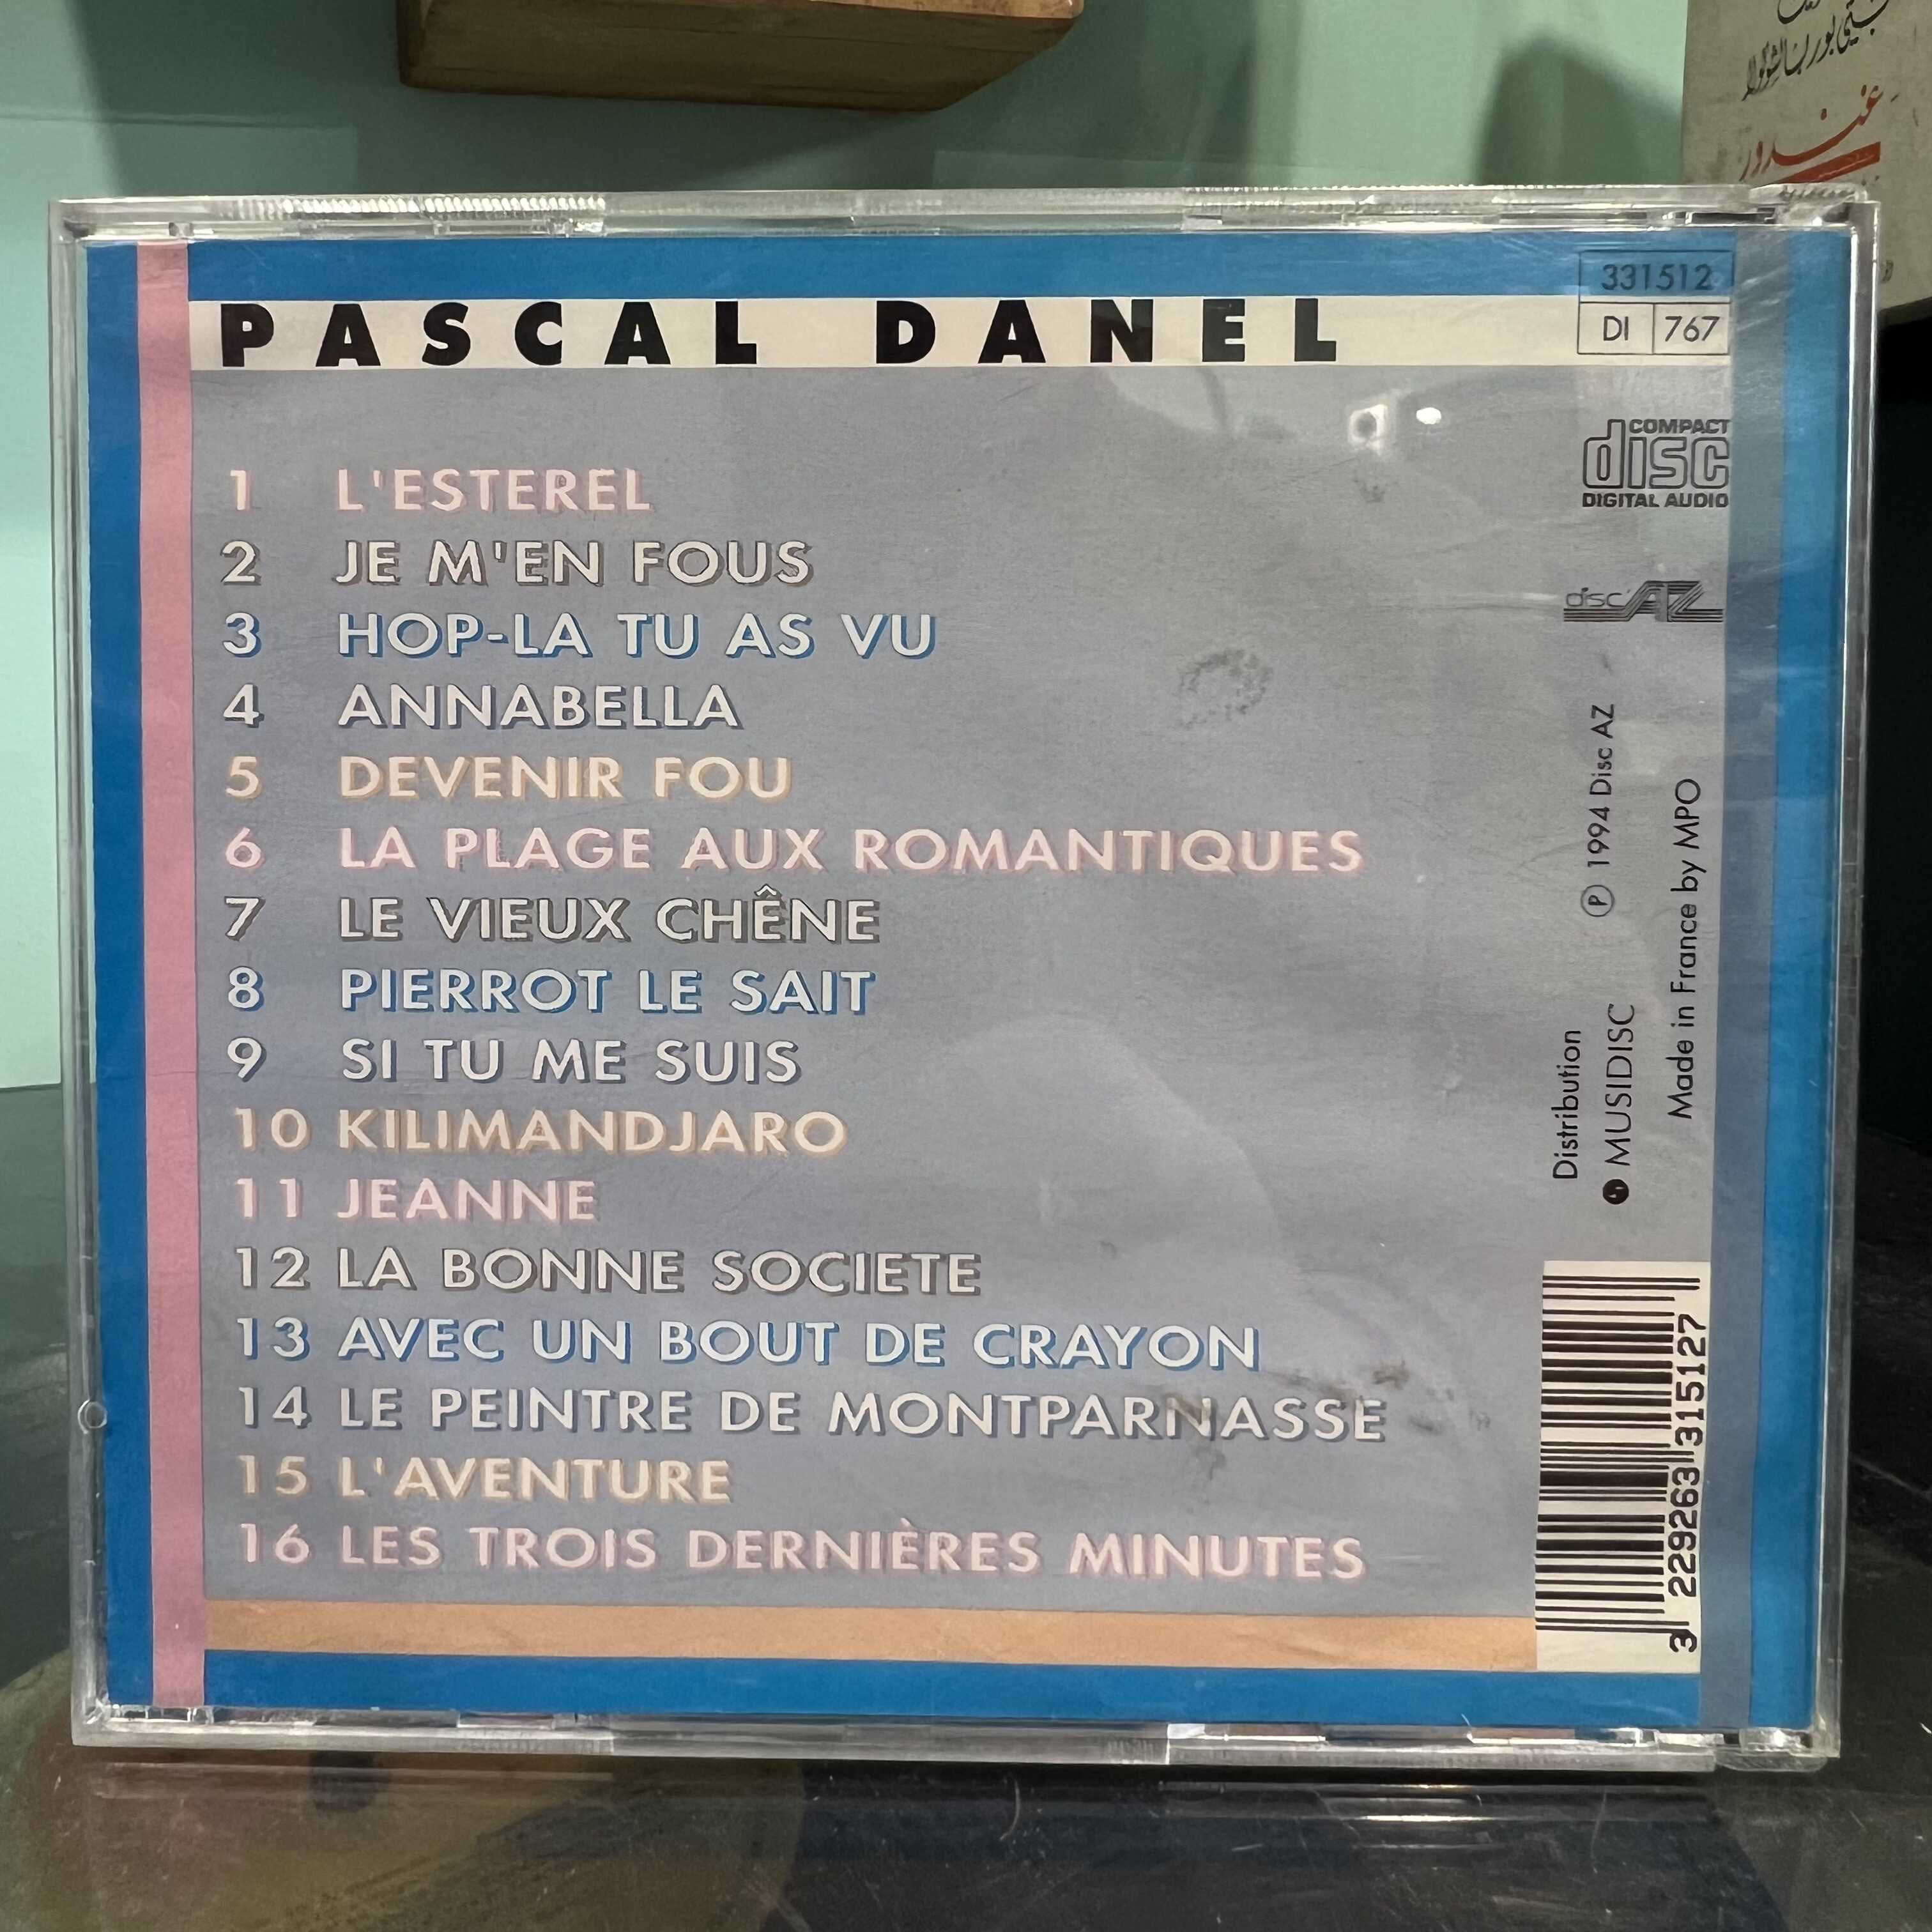 غندور
331512
DI 767
PASCAL DANEL
COMPACT
disc
DIGITAL AUDIO
disc'AZ
1 L'ESTEREL
2 JE M'EN FOUS
3 HOP-LA TU AS VU
4 ANNABELLA
5 DEVENIR FOU
6 LA PLAGE AUX ROMANTIQUES
7 LE VIEUX CHÊNE
8 PIERROT LE SAIT
9 SI TU ME SUIS
10 KILIMANDJARO
11 JEANNE
12 LA BONNE SOCIETE
13 AVEC UN BOUT DE CRAYON
14 LE PEINTRE DE MONTPARNASSE
15 L'AVENTURE
16 LES TROIS DERNIÈRES MINUTES
Distribution
MUSIDISC
Ⓟ 1994 Disc AZ
Made in France by MPO
3 229263 315127